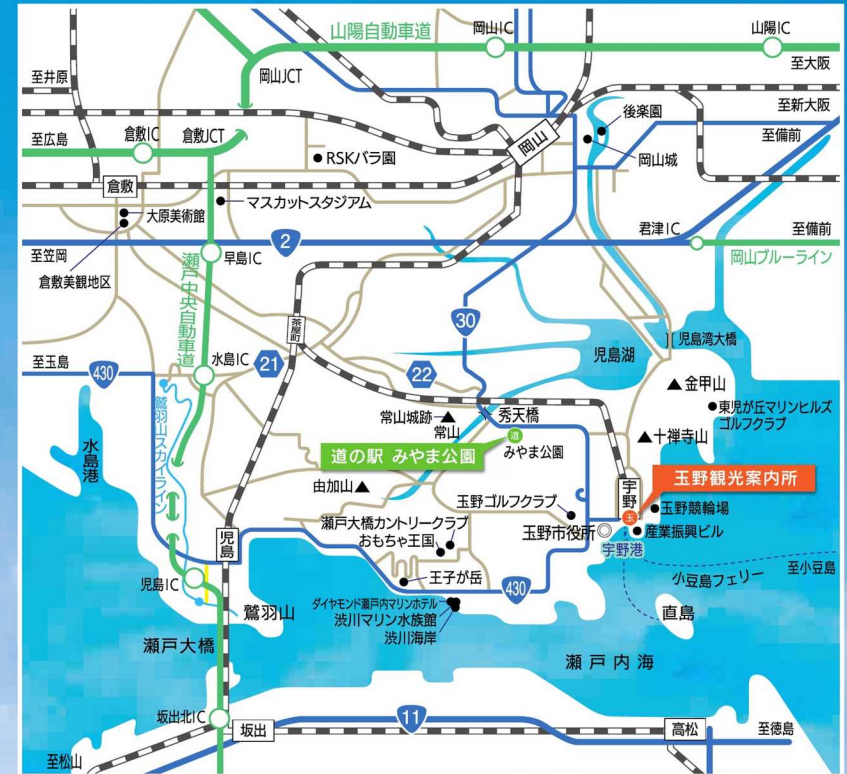 山陽自動車道
岡山IC
山陽IC
至大阪
至井原
岡山JCT
至新大阪
後楽園
至広島
倉敷IC
倉敷JCT
岡山
至備前
岡山城
RSKバラ園
倉敷
大原美術館
マスカットスタジアム
君津IC
至備前
至笠岡
倉敷美観地区
早島IC
2
岡山ブルーライン
瀬戸中央自動車道
茶屋町
30
児島湖
児島湾大橋
至玉島
430
水島IC
21
22
金甲山
鷲羽山スカイライン
常山城跡
常山
秀天橋
東児が丘マリンヒルズ
ゴルフクラブ
水島港
道の駅 みやま公園
道
みやま公園
十禅寺山
由加山
玉野ゴルフクラブ
宇野
玉野観光案内所
玉
玉野競輪場
瀬戸大橋カントリークラブ
おもちゃ王国
玉野市役所
産業振興ビル
宇野港
児島
児島IC
王子が岳
430
小豆島フェリー
至小豆島
鷲羽山
ダイヤモンド瀬戸内マリンホテル
渋川マリン水族館
渋川海岸
直島
瀬戸大橋
瀬戸内海
坂出北IC
坂出
11
高松
至徳島
至松山